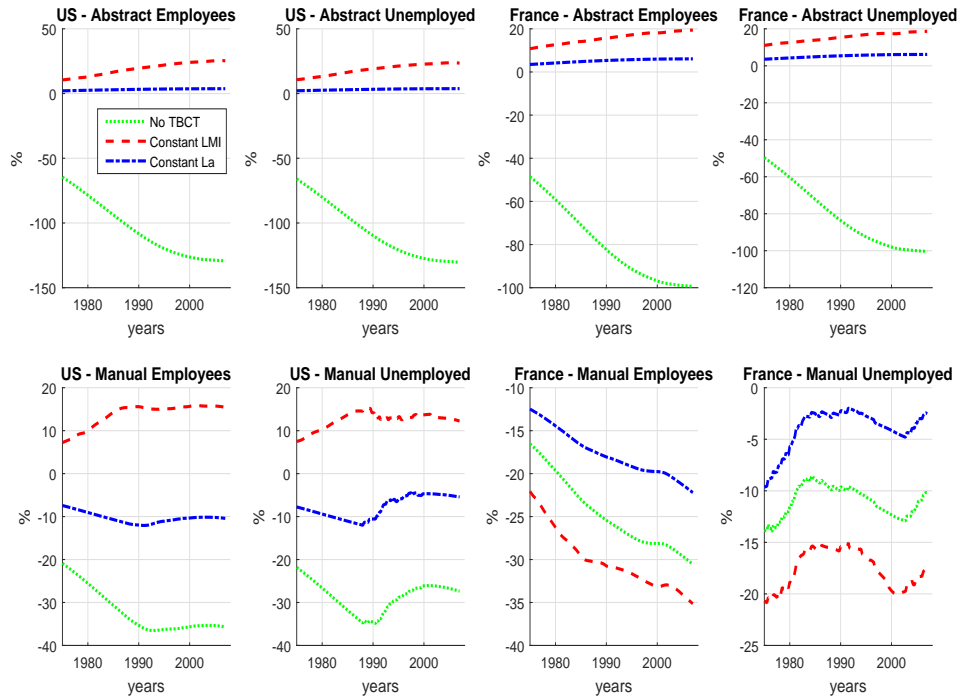 US - Abstract Employees
50
0
-50
-100
-150
%
1980 1990 2000
years
No TBCT
Constant LMI
Constant La
US - Abstract Unemployed
50
0
-50
-100
-150
%
1980 1990 2000
years
France - Abstract Employees
20
0
-20
-40
-60
-80
-100
%
1980 1990 2000
years
France - Abstract Unemployed
20
0
-20
-40
-60
-80
-100
-120
%
1980 1990 2000
years
US - Manual Employees
20
10
0
-10
-20
-30
-40
%
1980 1990 2000
years
US - Manual Unemployed
20
10
0
-10
-20
-30
-40
%
1980 1990 2000
years
France - Manual Employees
-10
-15
-20
-25
-30
-35
-40
%
1980 1990 2000
years
France - Manual Unemployed
0
-5
-10
-15
-20
-25
%
1980 1990 2000
years